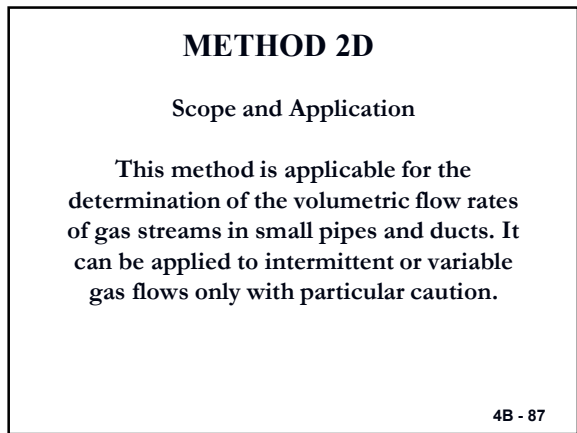 METHOD 2D
Scope and Application
This method is applicable for the
determination of the volumetric flow rates
of gas streams in small pipes and ducts. It
can be applied to intermittent or variable
gas flows only with particular caution.
4B - 87